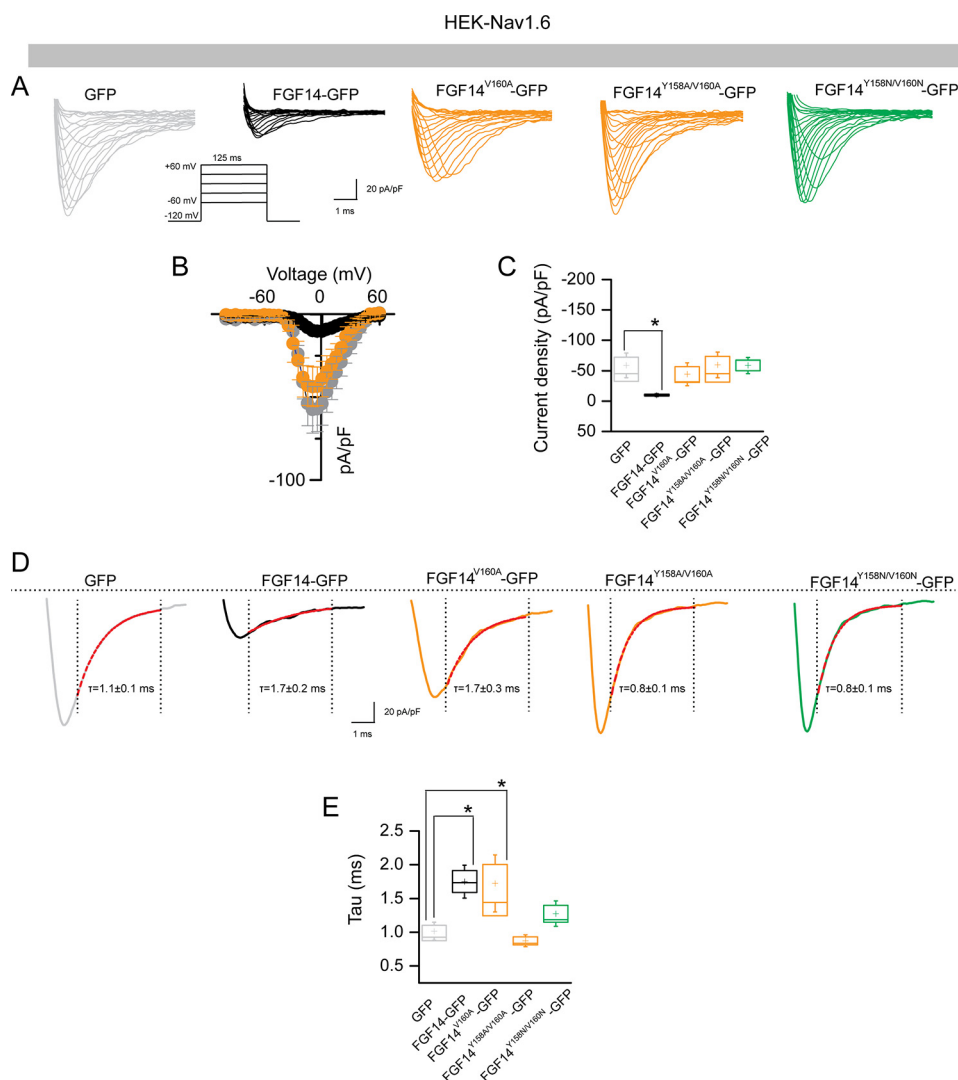 HEK-Nav1.6
A
GFP
FGF14-GFP
FGF14V160A-GFP
FGF14Y158A/V160A-GFP
FGF14Y158N/V160N-GFP
125 ms
+60 mV
-60 mV
-120 mV
20 pA/pF
1 ms
B
Voltage (mV)
-60 0 60
pA/pF
-100
C
Current density (pA/pF)
-200
-150
-100
-50
0
50
*
GFP
FGF14-GFP
FGF14V160A-GFP
FGF14Y158A/V160A-GFP
FGF14Y158N/V160N-GFP
D
GFP
FGF14-GFP
FGF14V160A-GFP
FGF14Y158A/V160A
FGF14Y158N/V160N-GFP
τ=1.1±0.1 ms
τ=1.7±0.2 ms
τ=1.7±0.3 ms
τ=0.8±0.1 ms
τ=0.8±0.1 ms
20 pA/pF
1 ms
E
Tau (ms)
2.5
2.0
1.5
1.0
0.5
*
*
GFP
FGF14-GFP
FGF14V160A-GFP
FGF14Y158A/V160A-GFP
FGF14Y158N/V160N-GFP